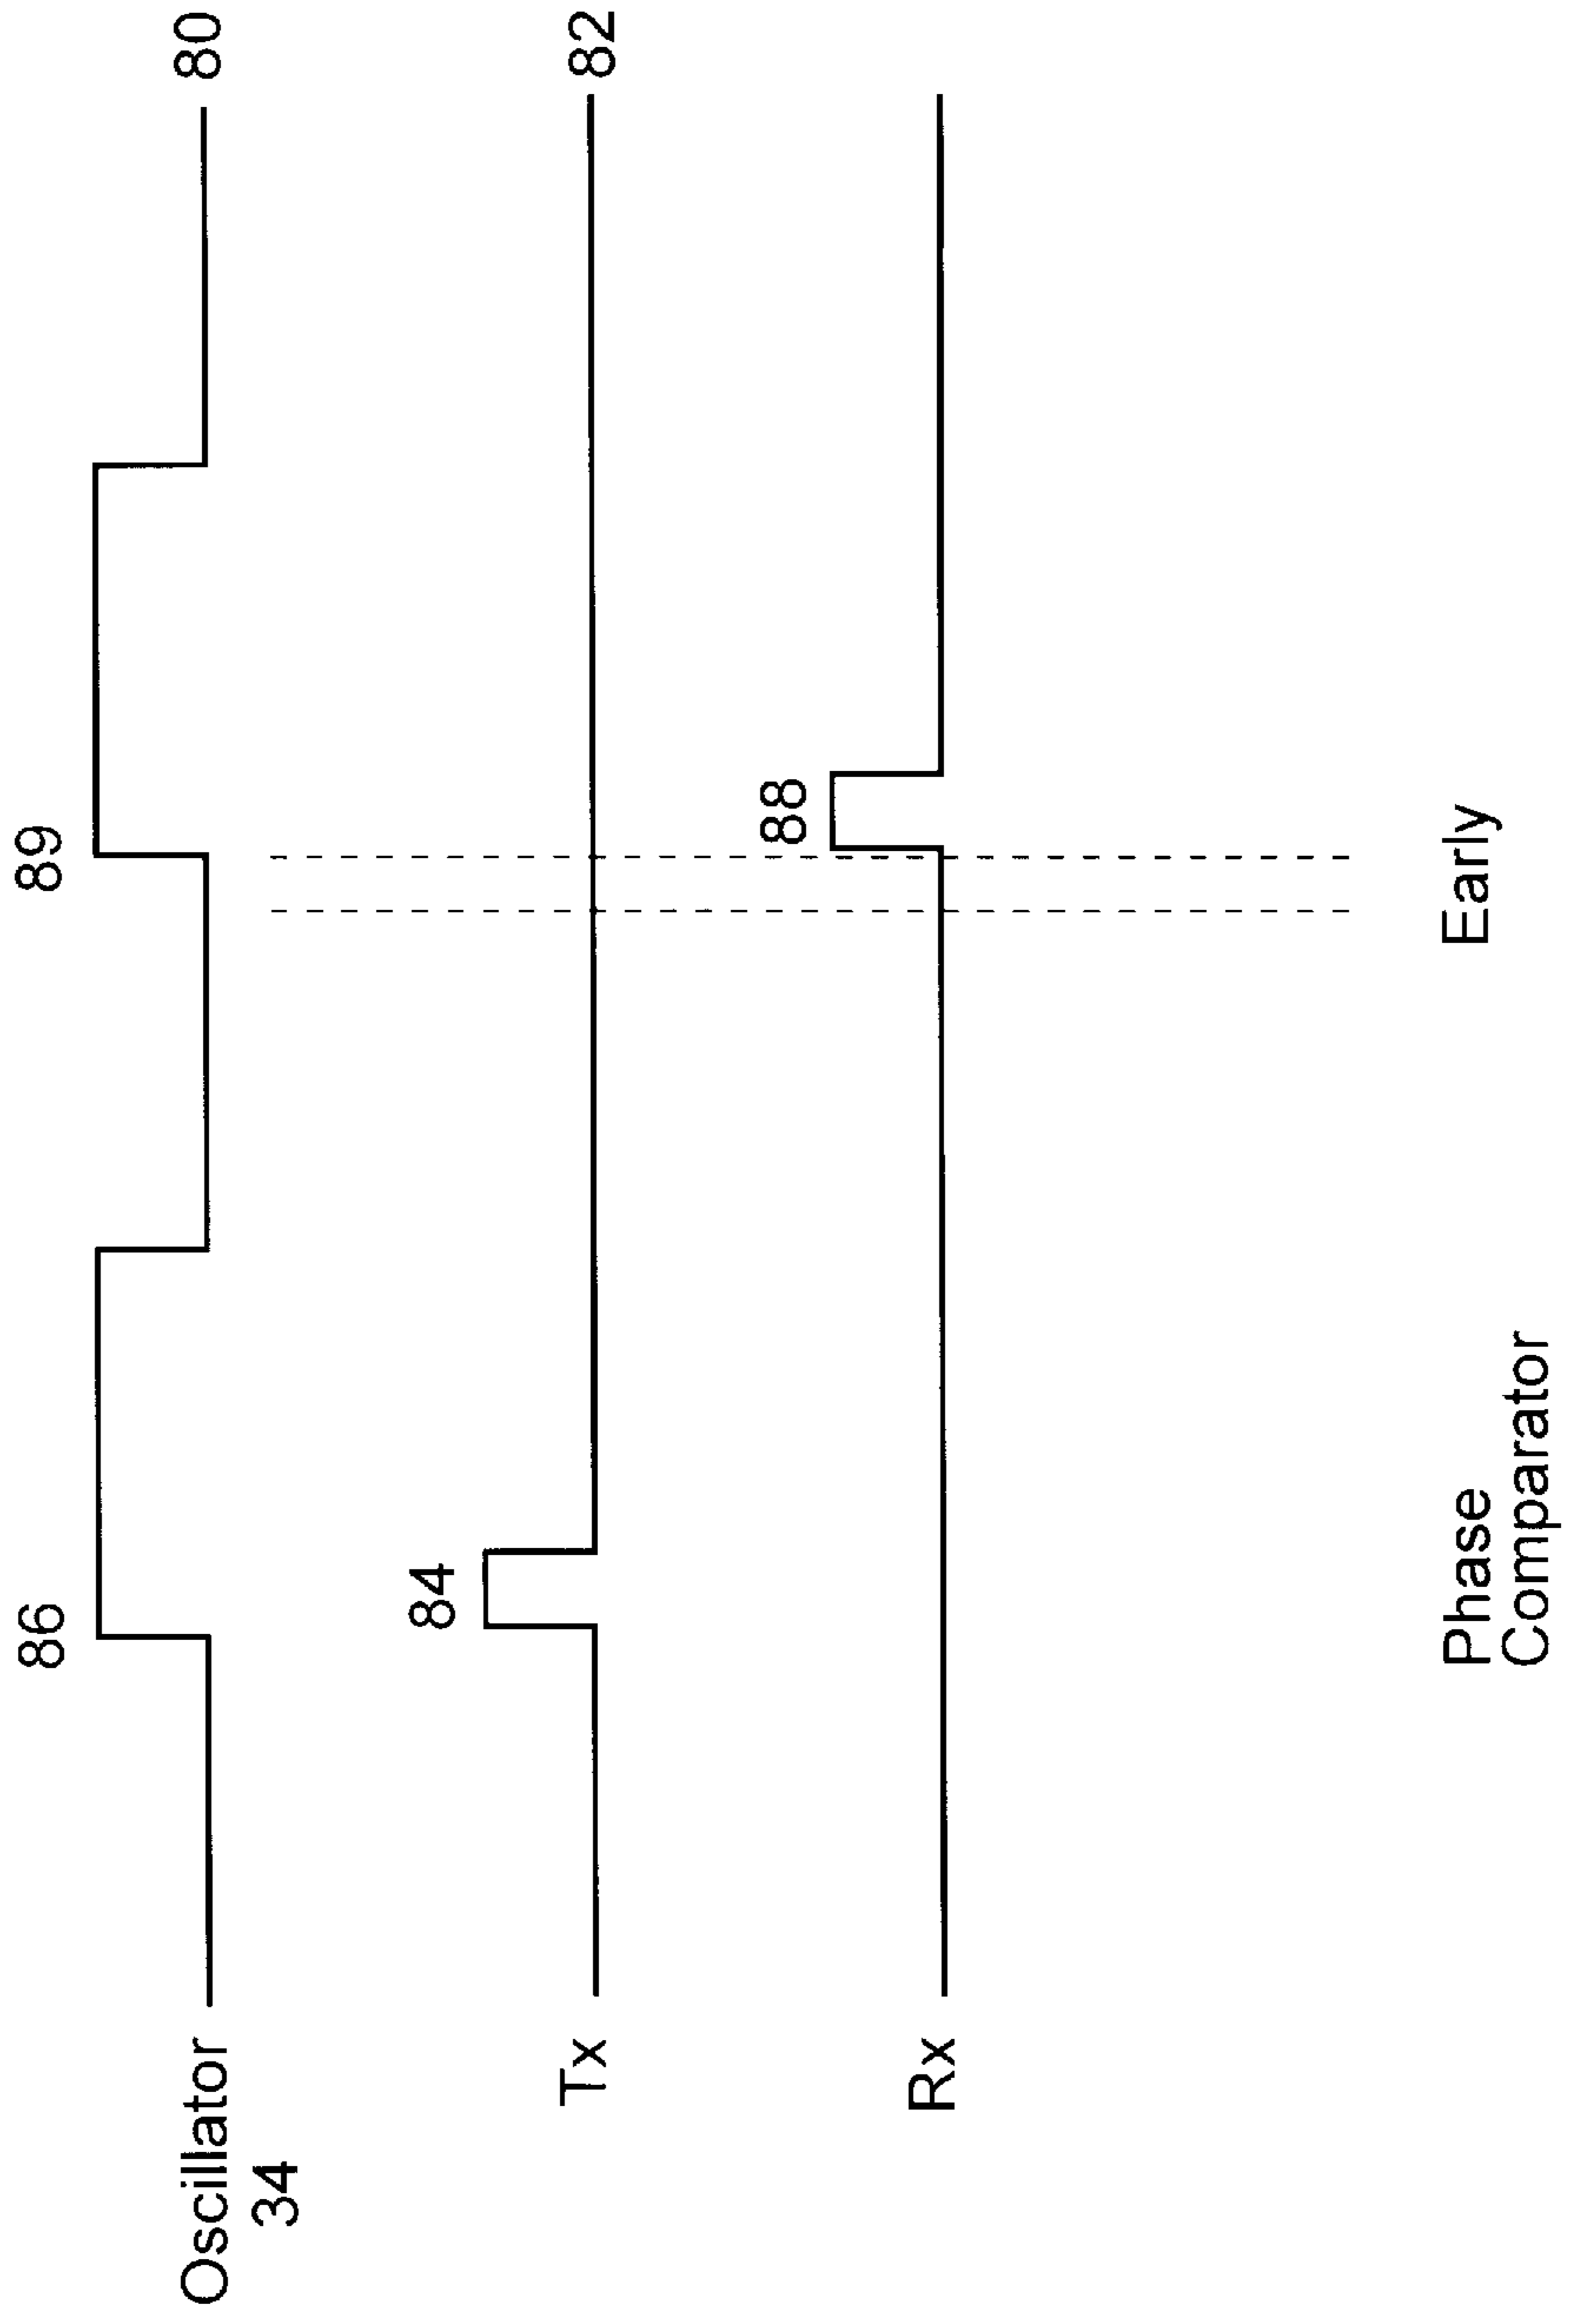 86
89
Oscillator
34
80
84
Tx
82
88
Rx
Phase
Comparator
Early